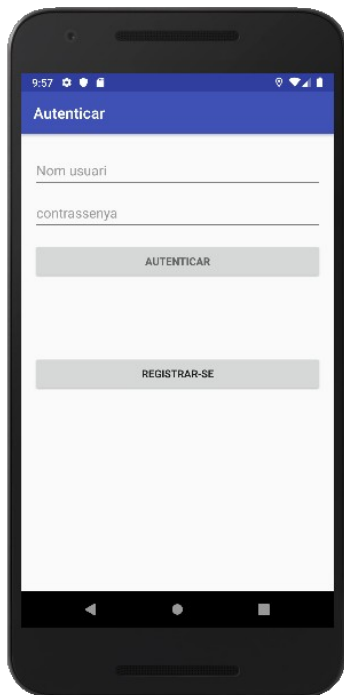 9:57
Autenticar
Nom usuari
contrassenya
AUTENTICAR
REGISTRAR-SE